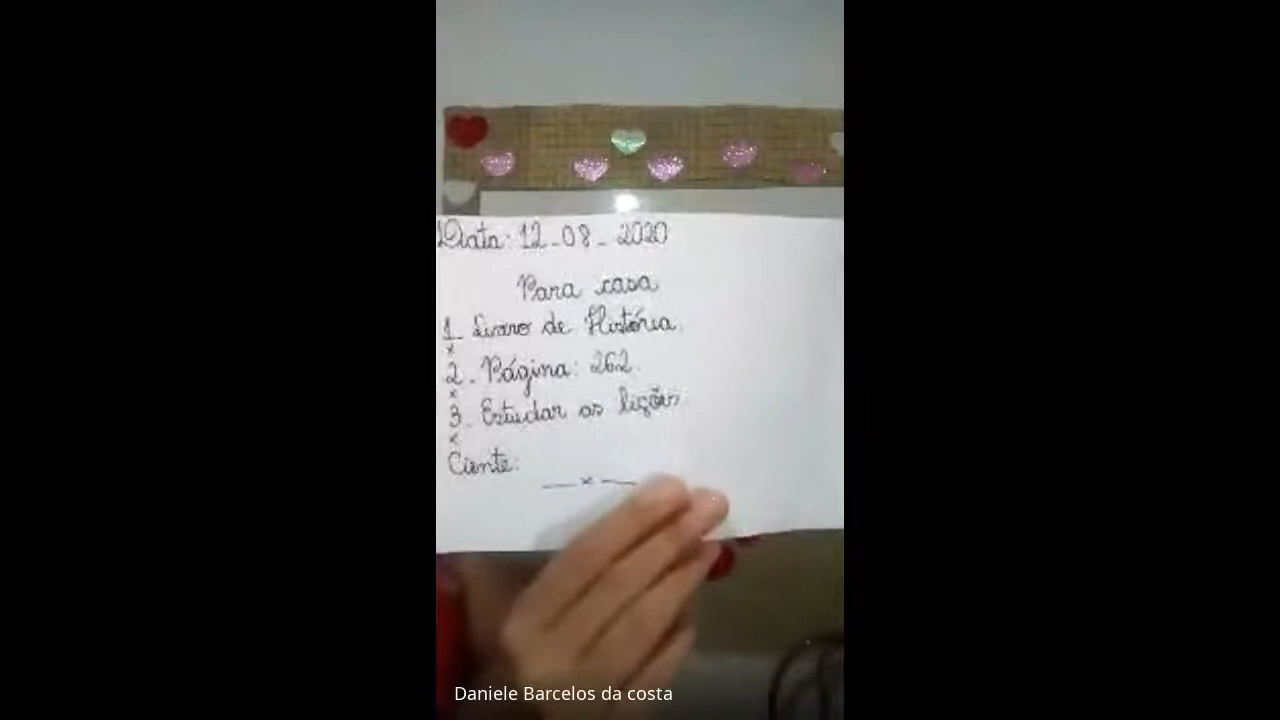 Data: 12-08-2020
Para casa
1- Livro de História.
x
2- Página: 262.
x
3- Estudar as lições.
x
Ciente:
—x—
Daniele Barcelos da costa